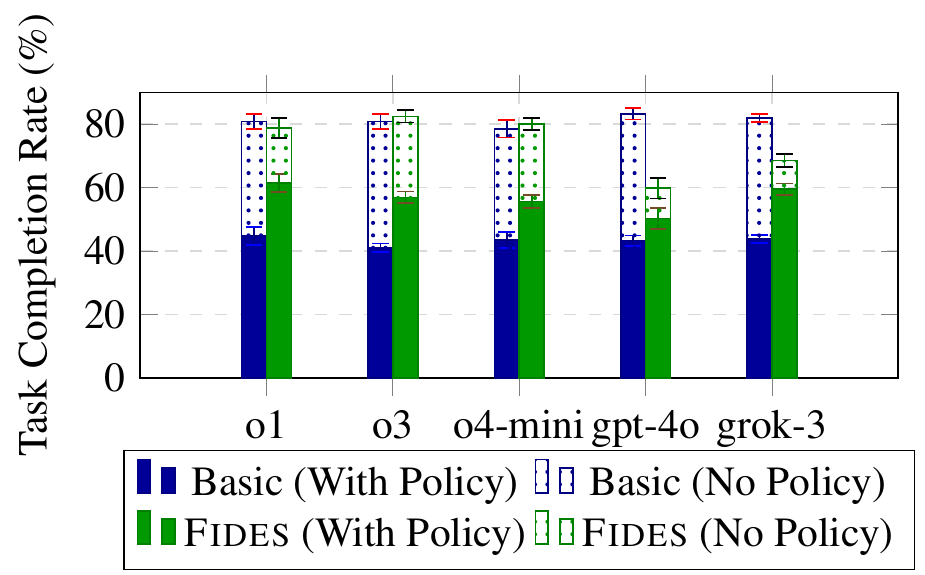 Task Completion Rate (%)
80
60
40
20
0
o1 o3 o4-mini gpt-4o grok-3
Basic (With Policy) Basic (No Policy)
FIDES (With Policy) FIDES (No Policy)